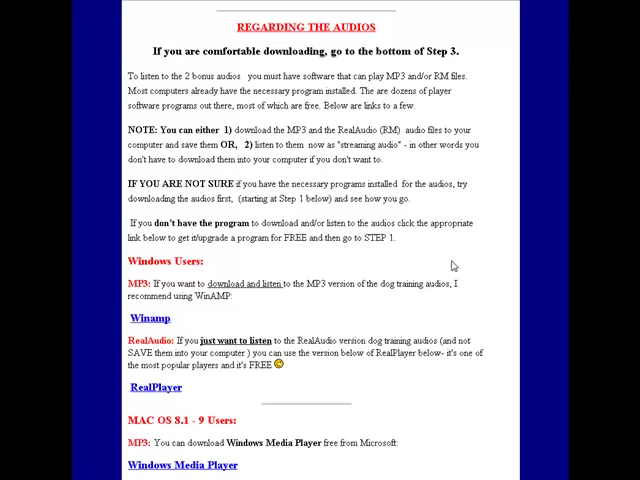 REGARDING THE AUDIOS
If you are comfortable downloading, go to the bottom of Step 3.
To listen to the 2 bonus audios you must have software that can play MP3 and/or RM files.
Most computers already have the necessary program installed. The are dozens of player
software programs out there, most of which are free. Below are links to a few.
NOTE: You can either 1) download the MP3 and the RealAudio (RM) audio files to your
computer and save them OR, 2) listen to them now as "streaming audio" - in other words you
don't have to download them into your computer if you don't want to.
IF YOU ARE NOT SURE if you have the necessary programs installed for the audios, try
downloading the audios first, (starting at Step 1 below) and see how you go.
If you don't have the program to download and/or listen to the audios click the appropriate
link below to get it/upgrade a program for FREE and then go to STEP 1.
Windows Users:
MP3: If you want to download and listen to the MP3 version of the dog training audios, I
recommend using WinAMP:
Winamp
RealAudio: If you just want to listen to the RealAudio version dog training audios (and not
SAVE them into your computer ) you can use the version below of RealPlayer below- it's one of
the most popular players and it's FREE
RealPlayer
MAC OS 8.1 - 9 Users:
MP3: You can download Windows Media Player free from Microsoft:
Windows Media Player